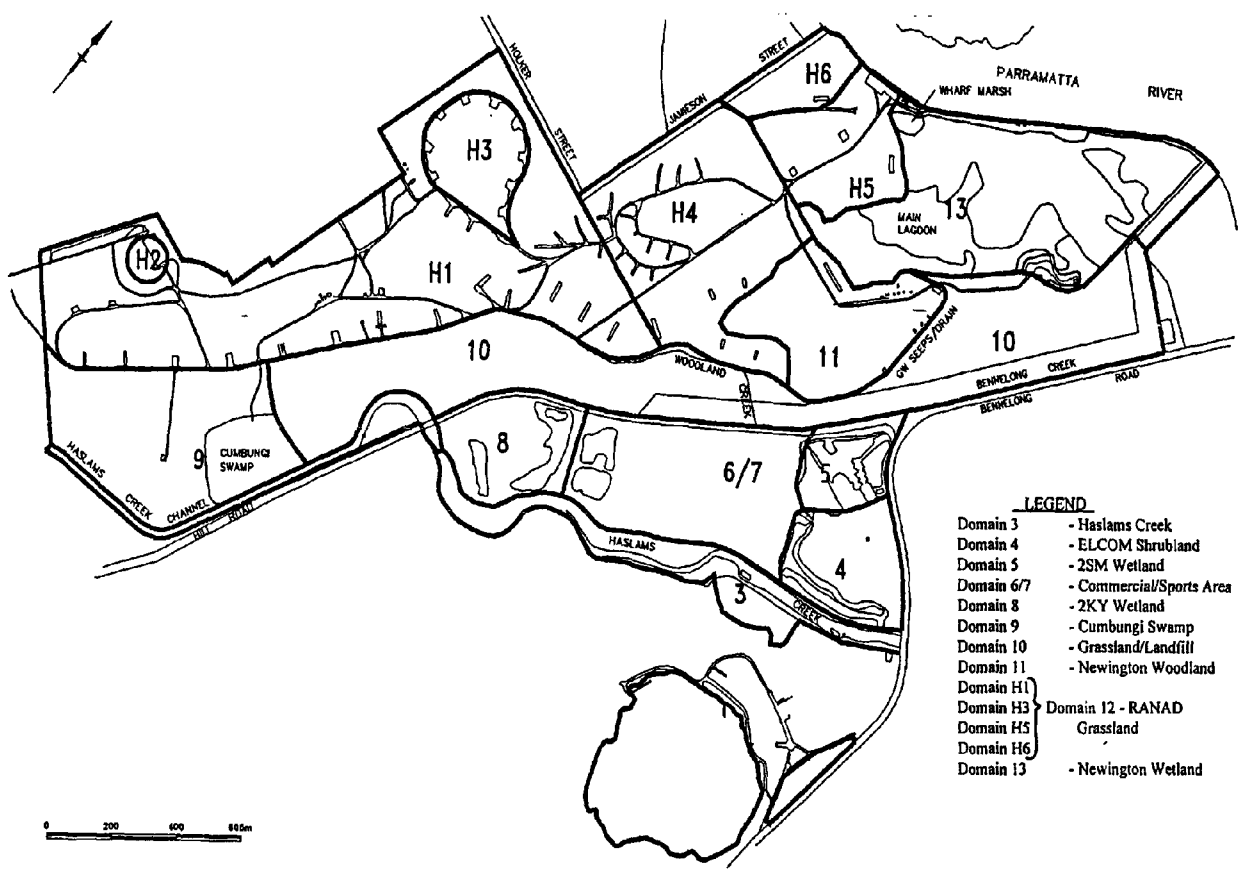 HOLKER
STREET
JAMIESON
STREET
H6
PARRAMATTA
RIVER
WHARF MARSH
H3
H5
13
MAIN
LAGOON
H4
H2
H1
10
WOODLAND
CREEK
11
GW SEEPS/DRAIN
10
BENNELONG CREEK
BENNELONG ROAD
HASLAMS
CREEK
CHANNEL
9
CUMBUNGI
SWAMP
HILL ROAD
8
6/7
HASLAMS
CREEK
4
3
LEGEND
Domain 3 - Haslams Creek
Domain 4 - ELCOM Shrubland
Domain 5 - 2SM Wetland
Domain 6/7 - Commercial/Sports Area
Domain 8 - 2KY Wetland
Domain 9 - Cumbungi Swamp
Domain 10 - Grassland/Landfill
Domain 11 - Newington Woodland
Domain H1
Domain H3 Domain 12 - RANAD
Domain H5 Grassland
Domain H6
Domain 13 - Newington Wetland
0 200 400 600m